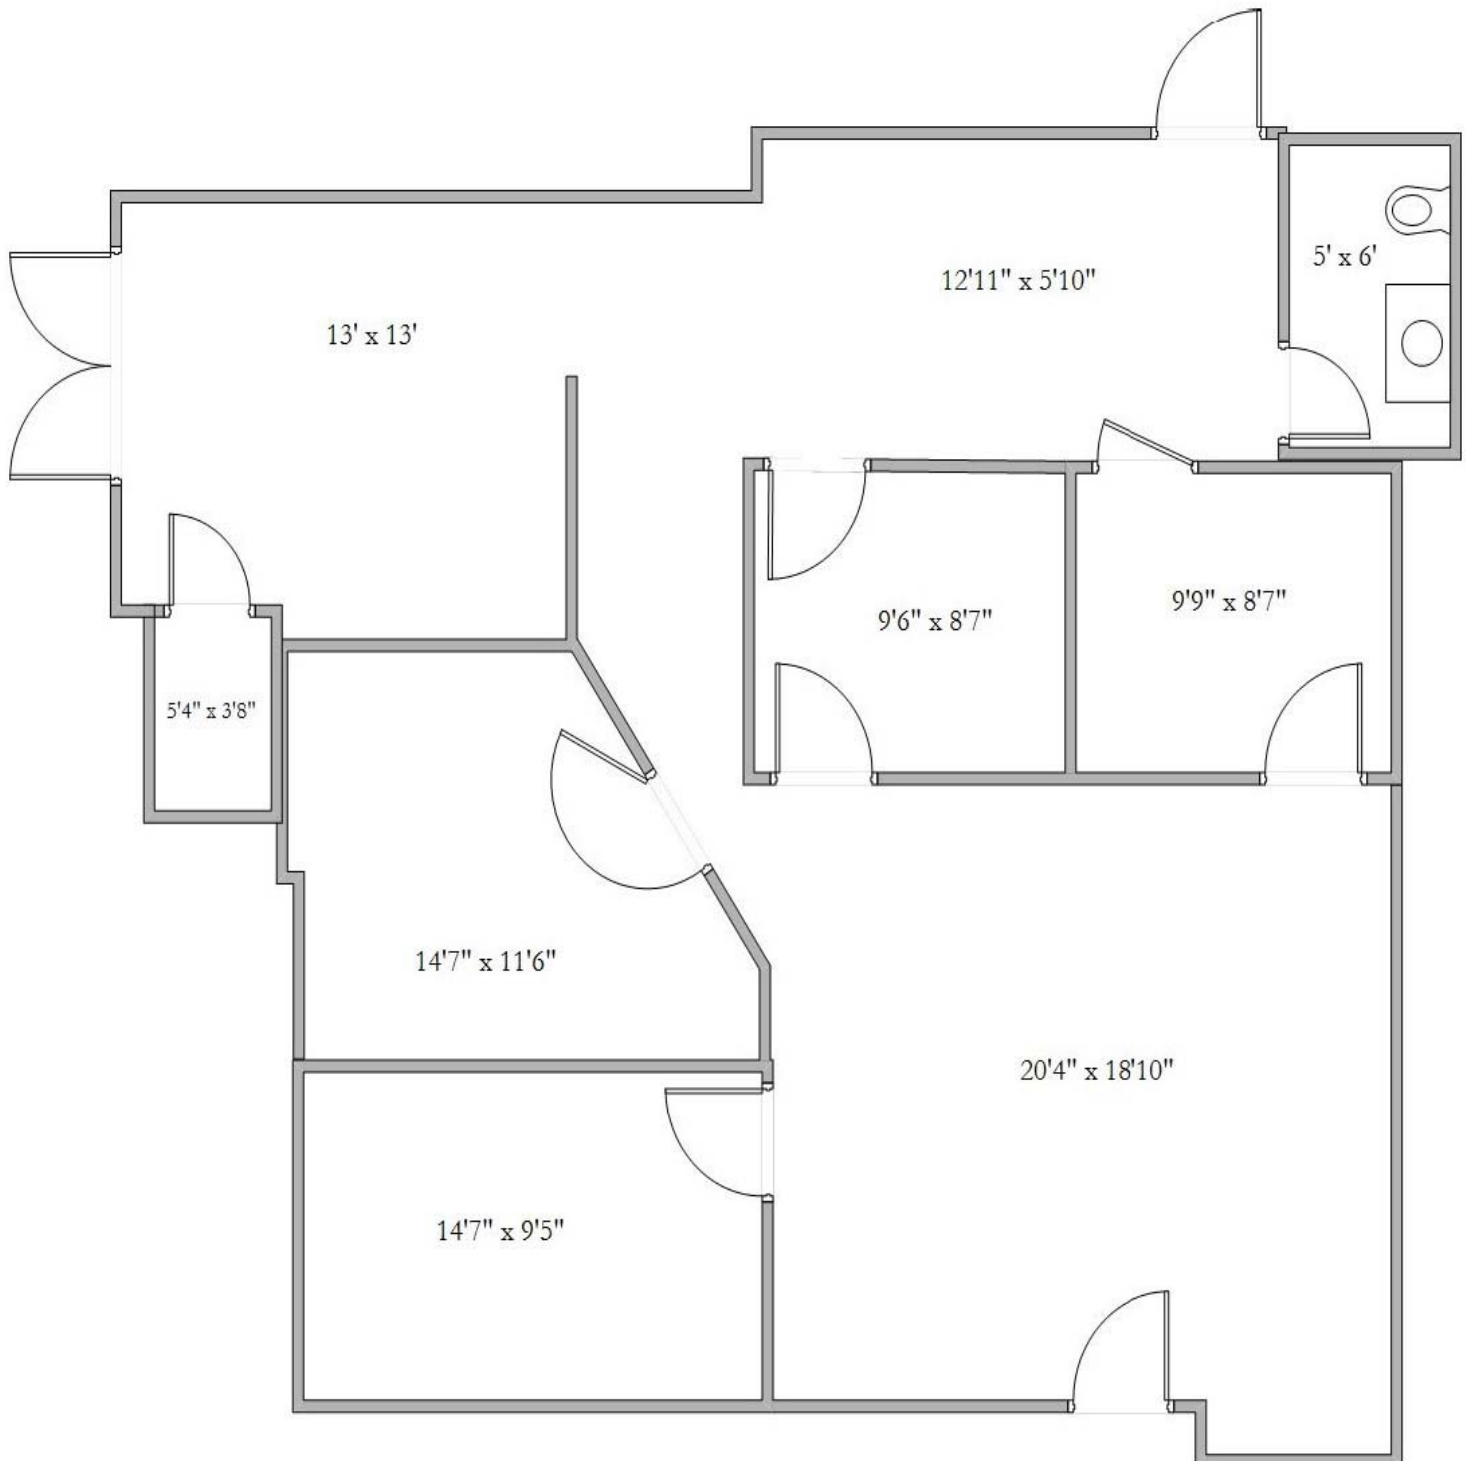 5' x 6'
12'11" x 5'10"
13' x 13'
9'9" x 8'7"
9'6" x 8'7"
5'4" x 3'8"
14'7" x 11'6"
20'4" x 18'10"
14'7" x 9'5"